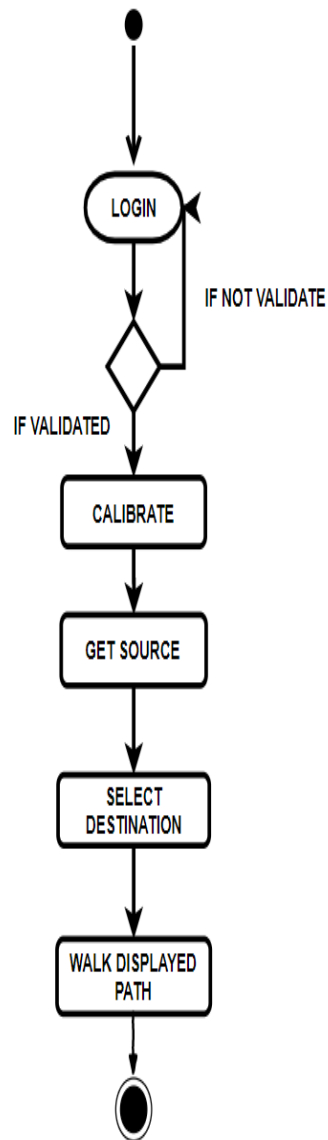 LOGIN
IF NOT VALIDATE
IF VALIDATED
CALIBRATE
GET SOURCE
SELECT
DESTINATION
WALK DISPLAYED
PATH